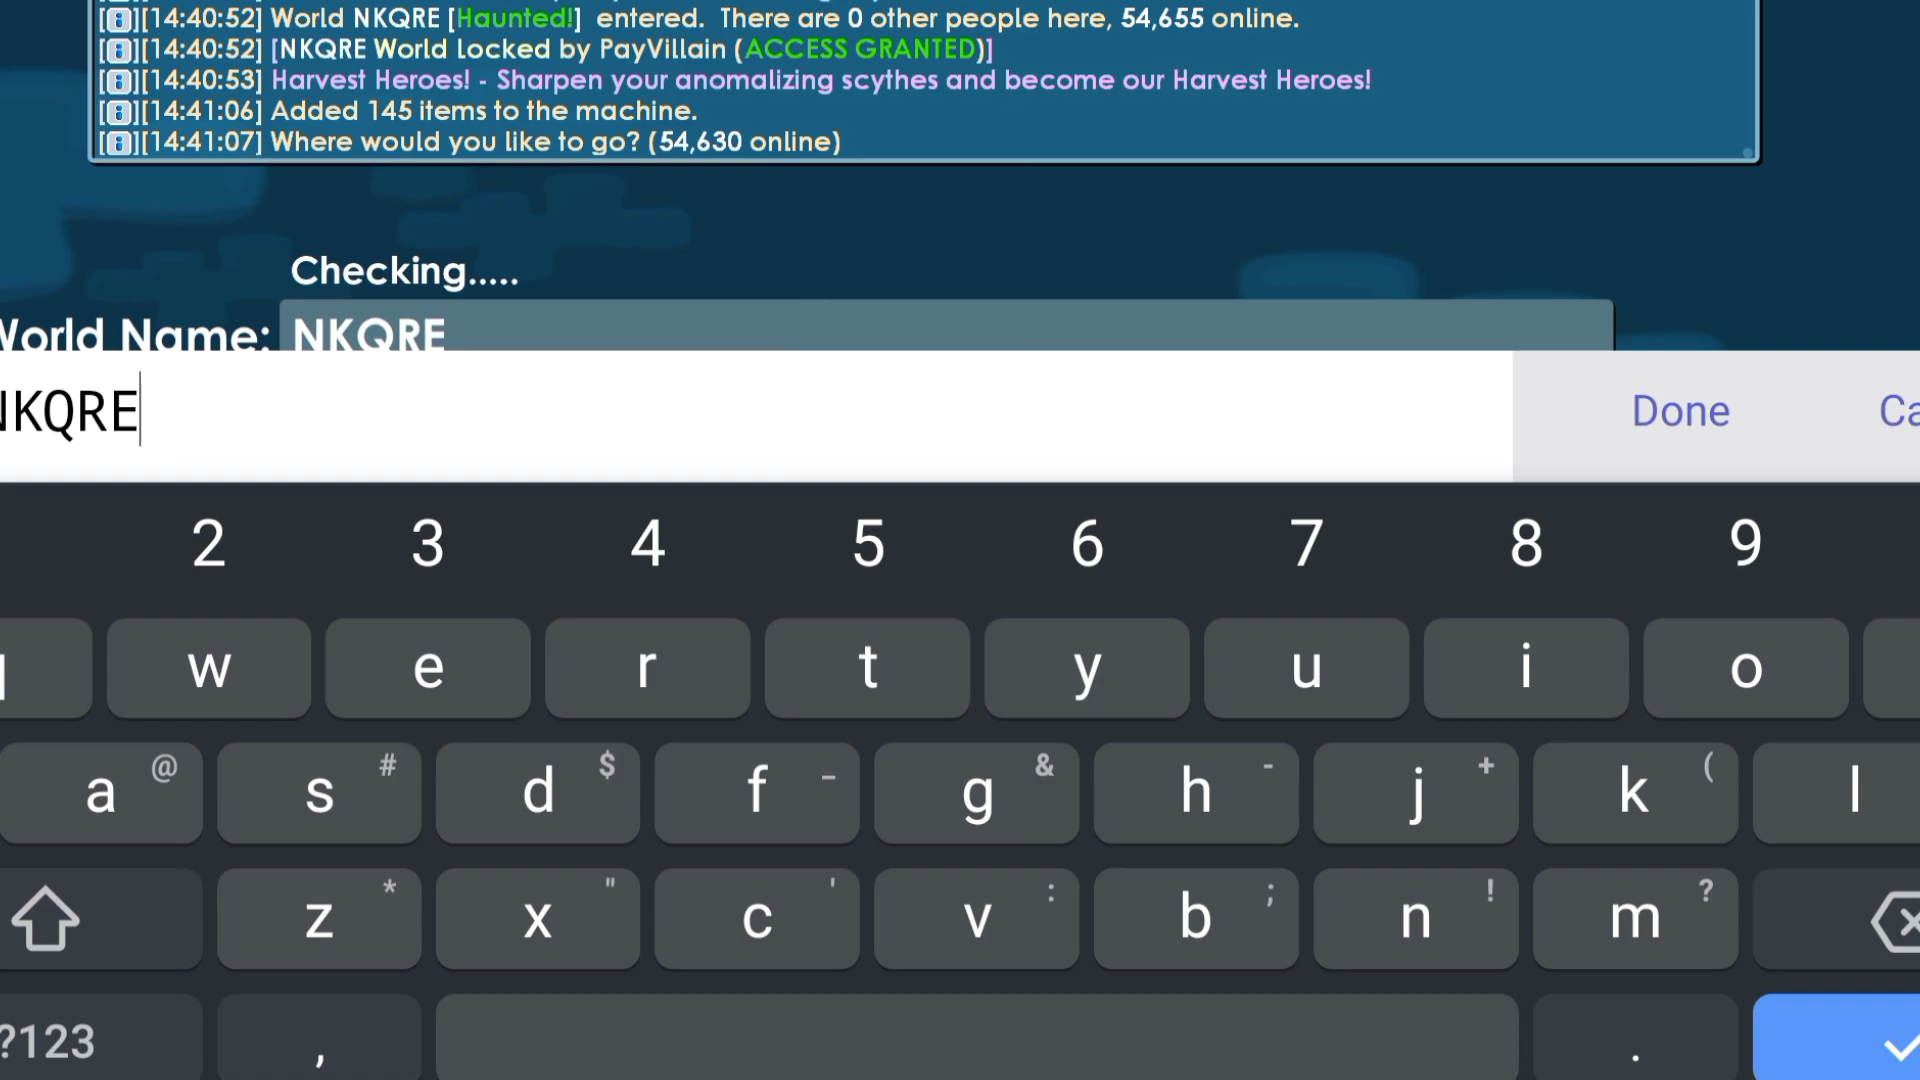 [i][14:40:52] World NKQRE [Haunted!]  entered.  There are 0 other people here, 54,655 online.
[i][14:40:52] [NKQRE World Locked by PayVillain (ACCESS GRANTED)]
[i][14:40:53] Harvest Heroes! - Sharpen your anomalizing scythes and become our Harvest Heroes!
[i][14:41:06] Added 145 items to the machine.
[i][14:41:07] Where would you like to go? (54,630 online)
Checking.....
World Name: NKQRE
NKQRE Done Ca
2 3 4 5 6 7 8 9
q w e r t y u i o
a @ s # d $ f _ g & h - j + k ( l
z * x " c ' v : b ; n ! m ?
?123 , .